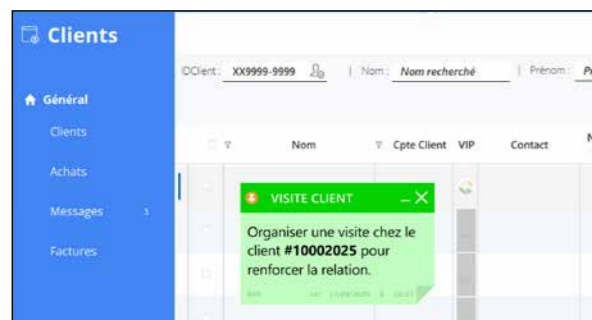 Clients
IDClient : XX9999-9999 | Nom : Nom recherché | Prénom :
Général
Clients
Achats
Messages
Factures
Nom Cpte Client VIP Contact
VISITE CLIENT
Organiser une visite chez le
client #10002025 pour
renforcer la relation.